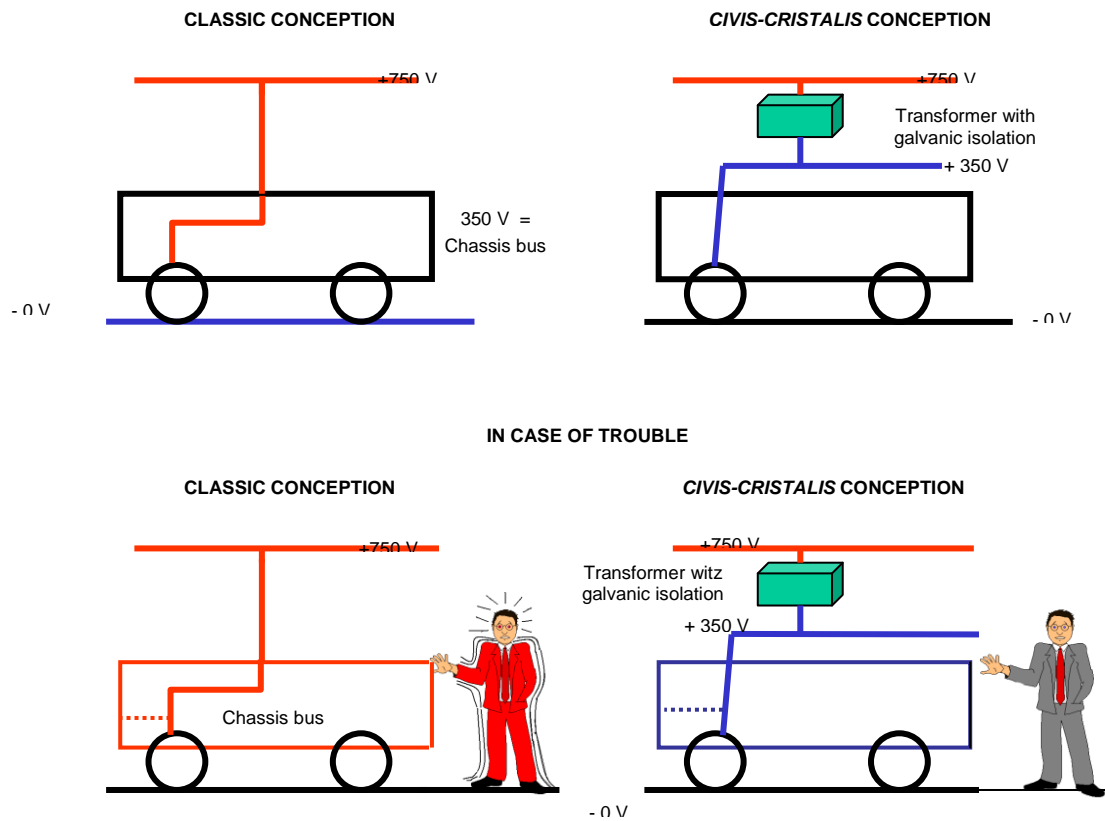 CLASSIC CONCEPTION
CIVIS-CRISTALIS CONCEPTION
+750 V
+750 V
Transformer with
galvanic isolation
+ 350 V
350 V =
Chassis bus
- 0 V
- 0 V
IN CASE OF TROUBLE
CLASSIC CONCEPTION
CIVIS-CRISTALIS CONCEPTION
+750 V
+750 V
Transformer witz
galvanic isolation
+ 350 V
Chassis bus
- 0 V